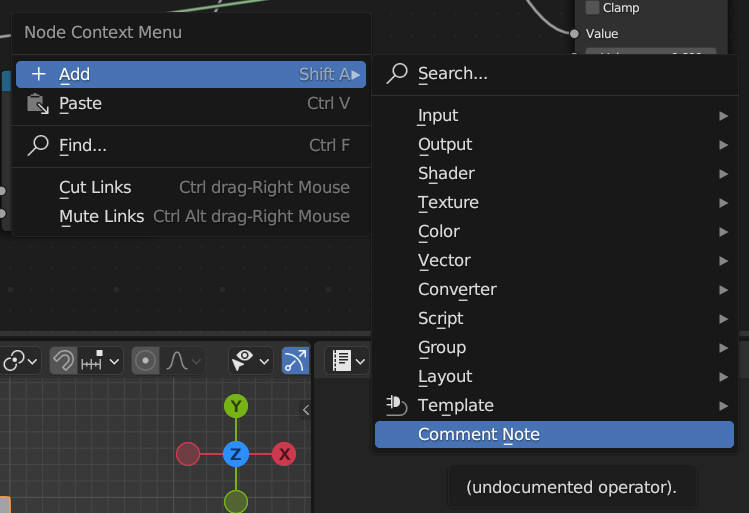 Clamp
Value
Node Context Menu
Add Shift A
Paste Ctrl V
Find... Ctrl F
Cut Links Ctrl drag-Right Mouse
Mute Links Ctrl Alt drag-Right Mouse
Search...
Input
Output
Shader
Texture
Color
Vector
Converter
Script
Group
Layout
Template
Comment Note
(undocumented operator).
Y
Z
X